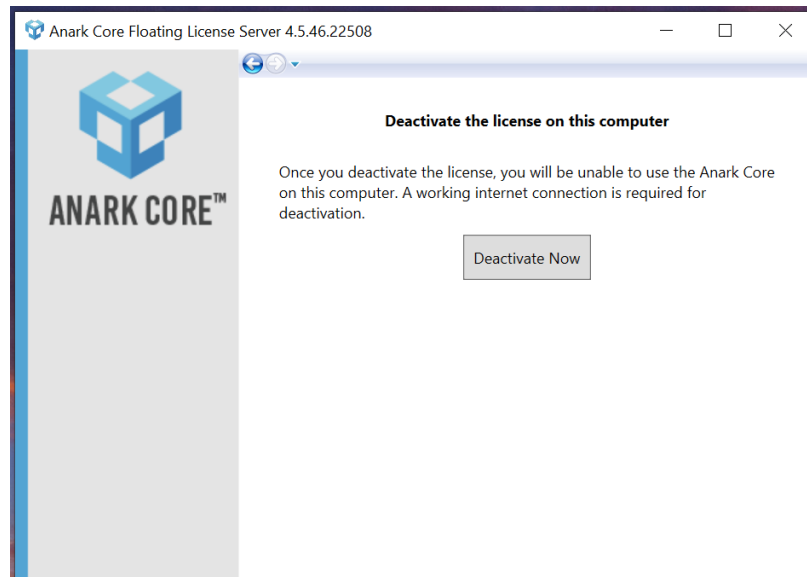 Anark Core Floating License Server 4.5.46.22508
ANARK CORE™
Deactivate the license on this computer
Once you deactivate the license, you will be unable to use the Anark Core
on this computer. A working internet connection is required for
deactivation.
Deactivate Now